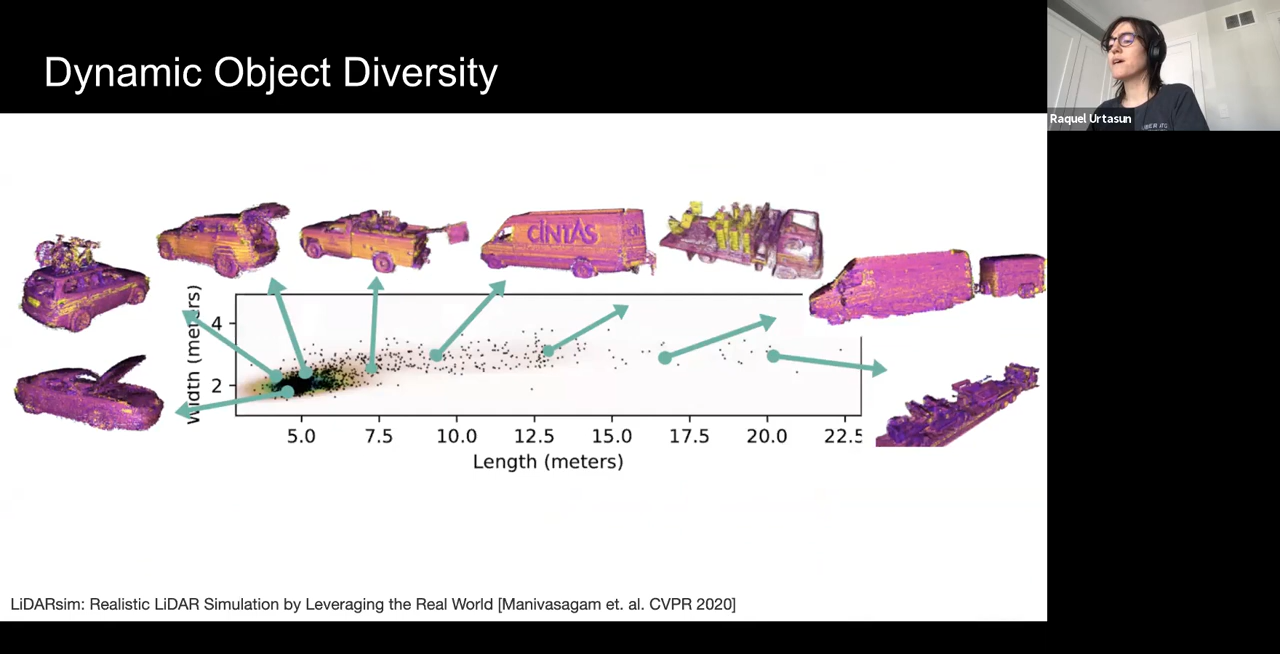 Dynamic Object Diversity
Raquel Urtasun
CINTAS
Width (meters)
4
2
5.0
7.5
10.0
12.5
15.0
17.5
20.0
22.5
Length (meters)
LiDARsim: Realistic LiDAR Simulation by Leveraging the Real World [Manivasagam et. al. CVPR 2020]